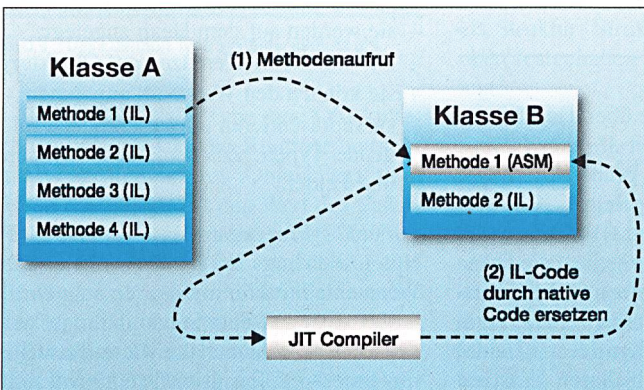 Klasse A
Methode 1 (IL)
Methode 2 (IL)
Methode 3 (IL)
Methode 4 (IL)
(1) Methodenaufruf
Klasse B
Methode 1 (ASM)
Methode 2 (IL)
(2) IL-Code
durch native
Code ersetzen
JIT Compiler